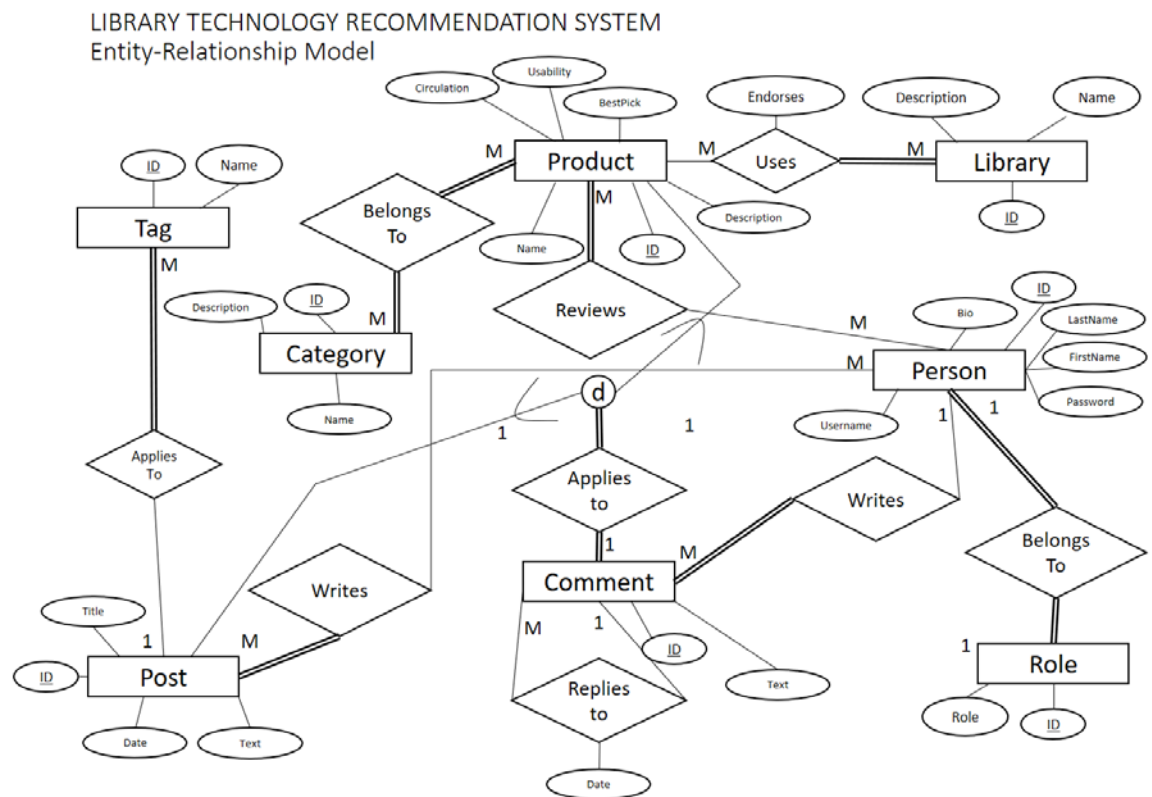 LIBRARY TECHNOLOGY RECOMMENDATION SYSTEM
Entity-Relationship Model
Usability
Circulation
BestPick
Endorses
Description
Name
ID
Name
M
Product
M
Uses
M
Library
Tag
Belongs
To
M
Description
ID
M
Name
ID
Reviews
Description
ID
M
Category
Name
M
Bio
ID
LastName
FirstName
Password
M
Person
Username
d
1
1
1
1
Applies
To
Applies
to
Writes
1
M
Belongs
To
Writes
Comment
Title
1
M
M
1
ID
Text
ID
Post
Replies
to
1
Role
Date
Text
Role
ID
Date